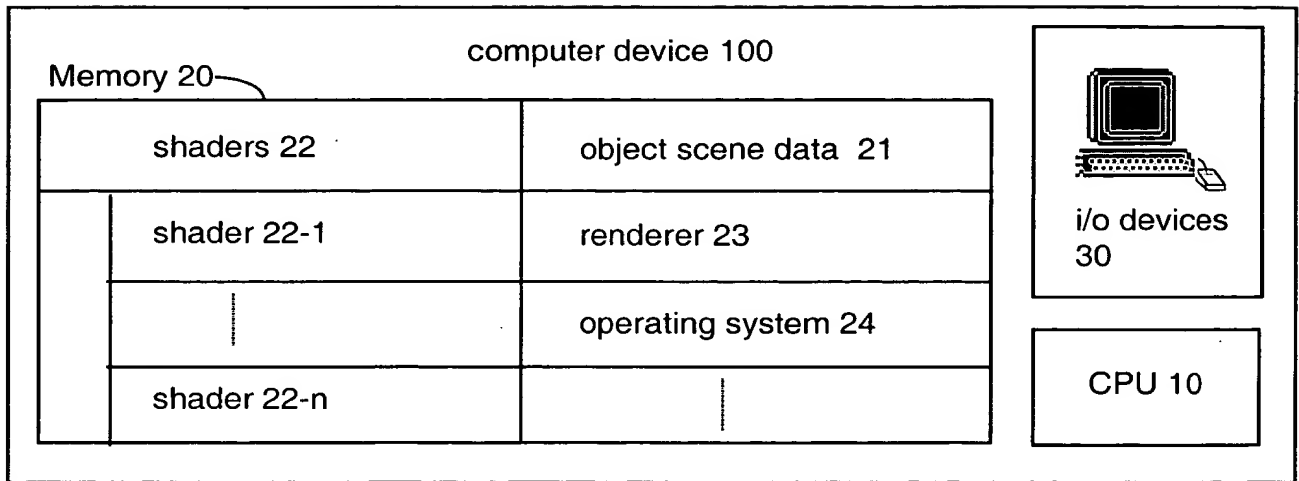 computer device 100
Memory 20
shaders 22
object scene data 21
shader 22-1
renderer 23
operating system 24
shader 22-n
i/o devices
30
CPU 10